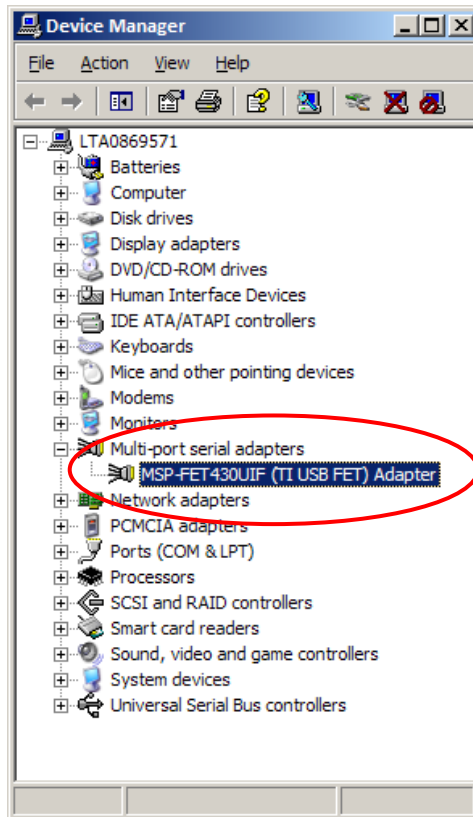 Device Manager
File Action View Help
LTA0869571
Batteries
Computer
Disk drives
Display adapters
DVD/CD-ROM drives
Human Interface Devices
IDE ATA/ATAPI controllers
Keyboards
Mice and other pointing devices
Modems
Monitors
Multi-port serial adapters
MSP-FET430UIF (TI USB FET) Adapter
Network adapters
PCMCIA adapters
Ports (COM & LPT)
Processors
SCSI and RAID controllers
Smart card readers
Sound, video and game controllers
System devices
Universal Serial Bus controllers